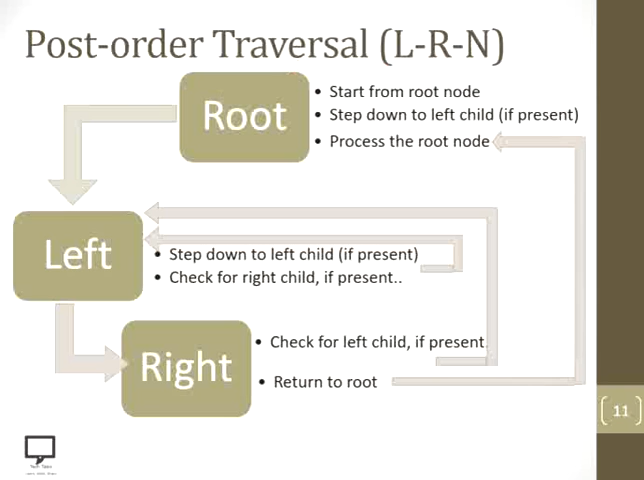 Post-order Traversal (L-R-N)
Root
• Start from root node
• Step down to left child (if present)
• Process the root node
Left
• Step down to left child (if present)
• Check for right child, if present..
Right
• Check for left child, if present
• Return to root
11